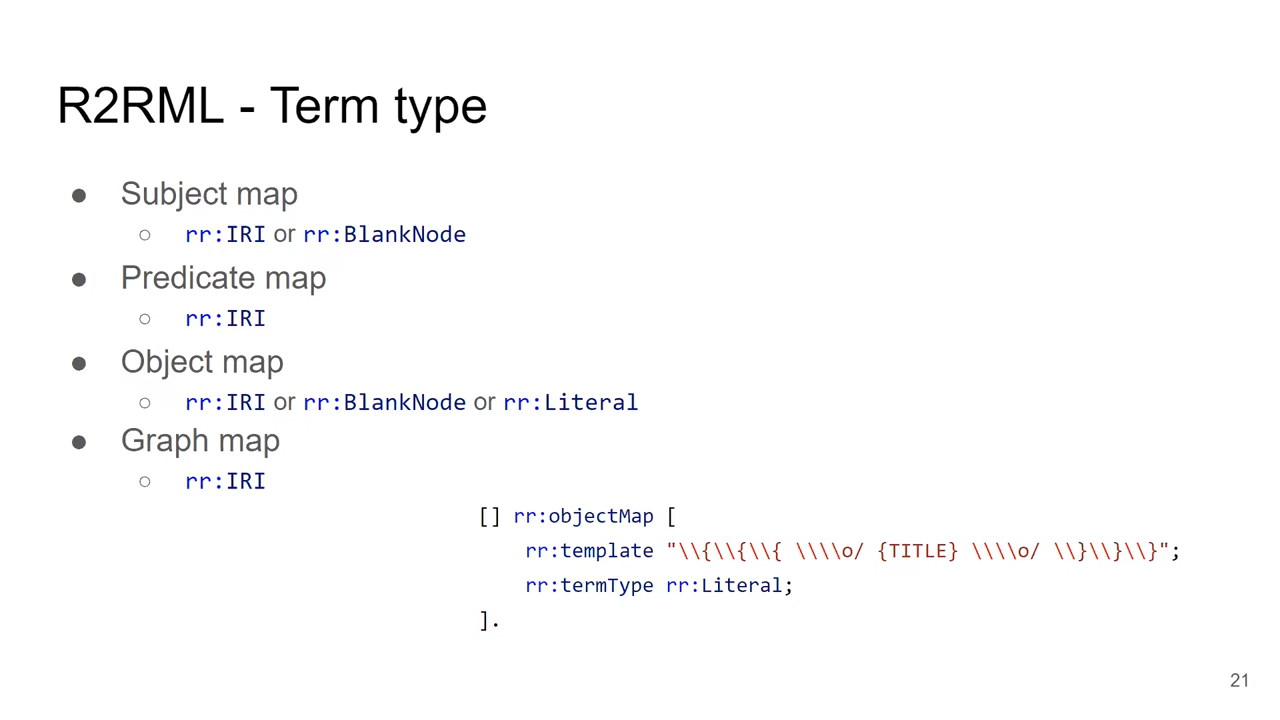 R2RML - Term type
● Subject map
○ rr:IRI or rr:BlankNode
● Predicate map
○ rr:IRI
● Object map
○ rr:IRI or rr:BlankNode or rr:Literal
● Graph map
○ rr:IRI
[] rr:objectMap [
rr:template "\\{\\{\\{ \\\\o/ {TITLE} \\\\o/ \\}\\}\\}";
rr:termType rr:Literal;
].
21